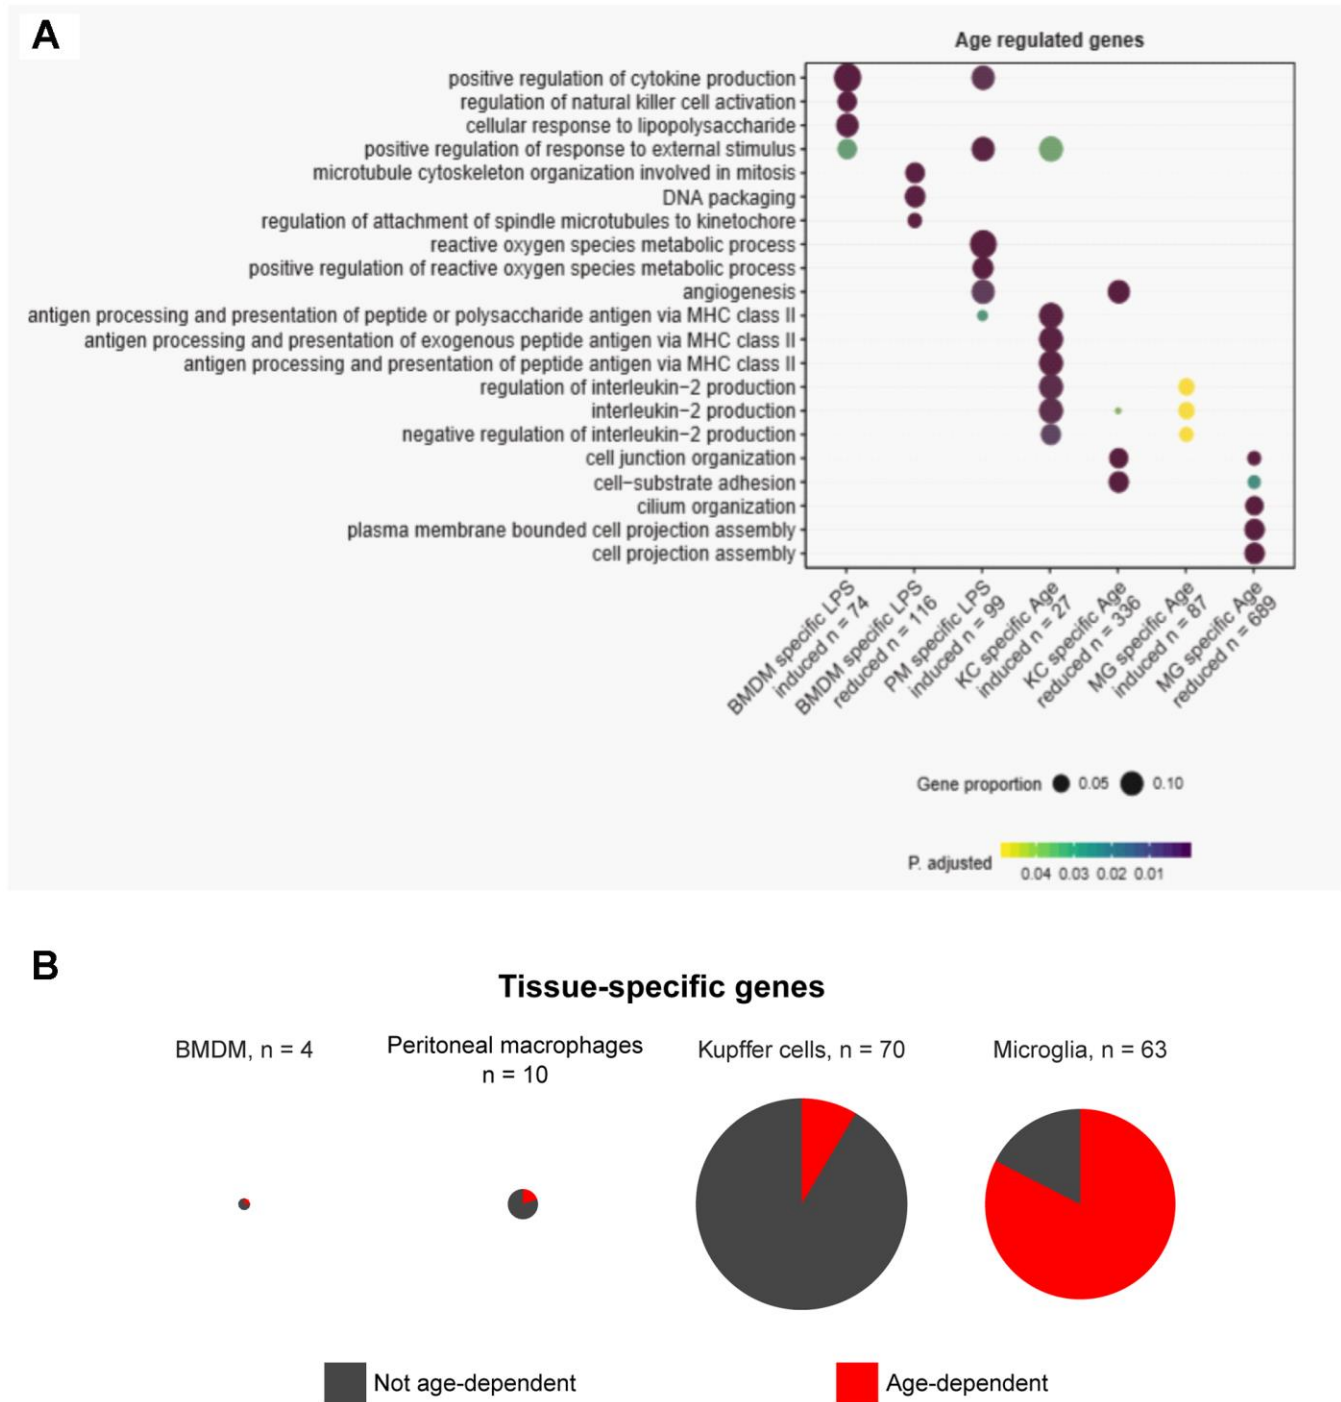 A
Age regulated genes
positive regulation of cytokine production
regulation of natural killer cell activation
cellular response to lipopolysaccharide
positive regulation of response to external stimulus
microtubule cytoskeleton organization involved in mitosis
DNA packaging
regulation of attachment of spindle microtubules to kinetochore
reactive oxygen species metabolic process
positive regulation of reactive oxygen species metabolic process
angiogenesis
antigen processing and presentation of peptide or polysaccharide antigen via MHC class II
antigen processing and presentation of exogenous peptide antigen via MHC class II
antigen processing and presentation of peptide antigen via MHC class II
regulation of interleukin−2 production
interleukin−2 production
negative regulation of interleukin−2 production
cell junction organization
cell−substrate adhesion
cilium organization
plasma membrane bounded cell projection assembly
cell projection assembly
BMDM specific LPS
induced n = 74
BMDM specific LPS
reduced n = 116
PM specific LPS
induced n = 99
KC specific Age
induced n = 27
KC specific Age
reduced n = 336
MG specific Age
induced n = 87
MG specific Age
reduced n = 689
Gene proportion 0.05 0.10
P. adjusted
0.04 0.03 0.02 0.01
B
Tissue-specific genes
BMDM, n = 4
Peritoneal macrophages
n = 10
Kupffer cells, n = 70
Microglia, n = 63
Not age-dependent
Age-dependent